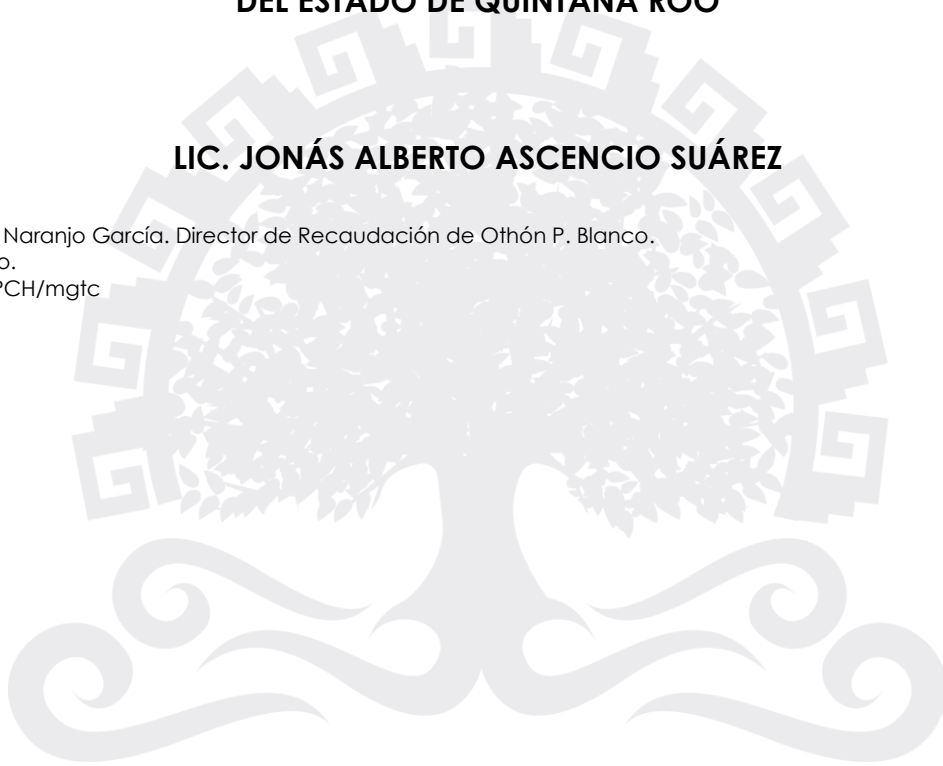 DEL ESTADO DE QUINTANA ROO
LIC. JONÁS ALBERTO ASCENCIO SUÁREZ
Naranjo García. Director de Recaudación de Othón P. Blanco.
o.
PCH/mgtc